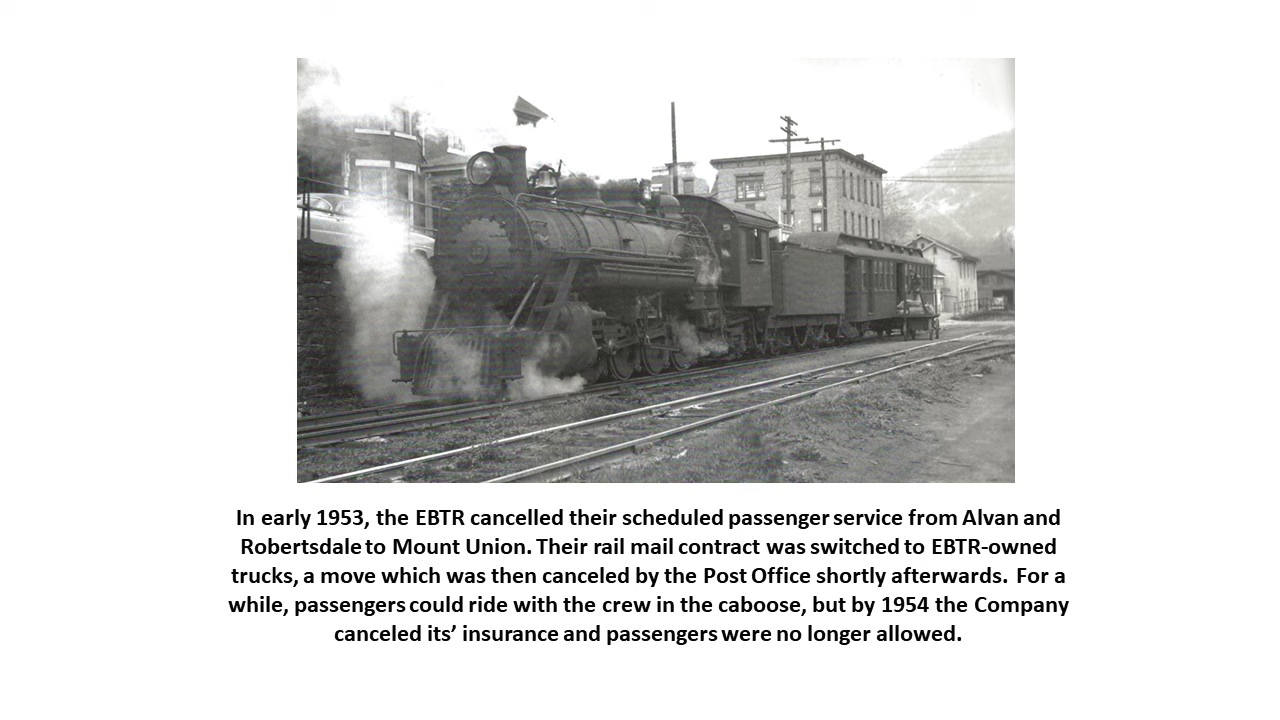 In early 1953, the EBTR cancelled their scheduled passenger service from Alvan and
Robertsdale to Mount Union. Their rail mail contract was switched to EBTR-owned
trucks, a move which was then canceled by the Post Office shortly afterwards. For a
while, passengers could ride with the crew in the caboose, but by 1954 the Company
canceled its’ insurance and passengers were no longer allowed.